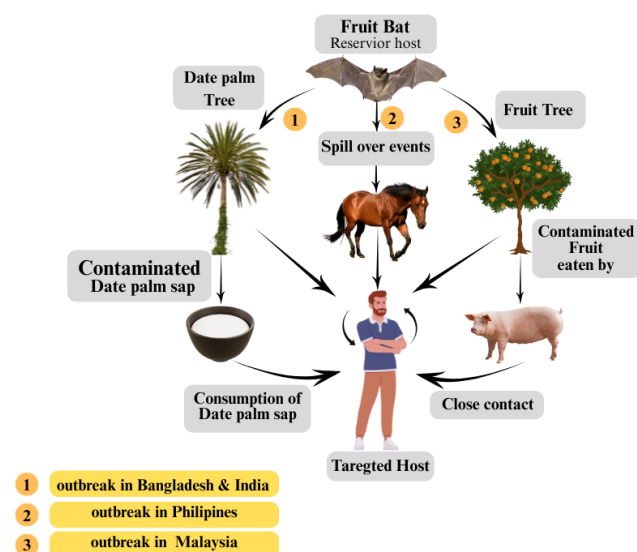 Fruit Bat
Reservior host
Date palm
Tree
1
2
3
Fruit Tree
Spill over events
Contaminated
Date palm sap
Contaminated
Fruit
eaten by
Consumption of
Date palm sap
Close contact
Taregted Host
1 outbreak in Bangladesh & India
2 outbreak in Philipines
3 outbreak in Malaysia